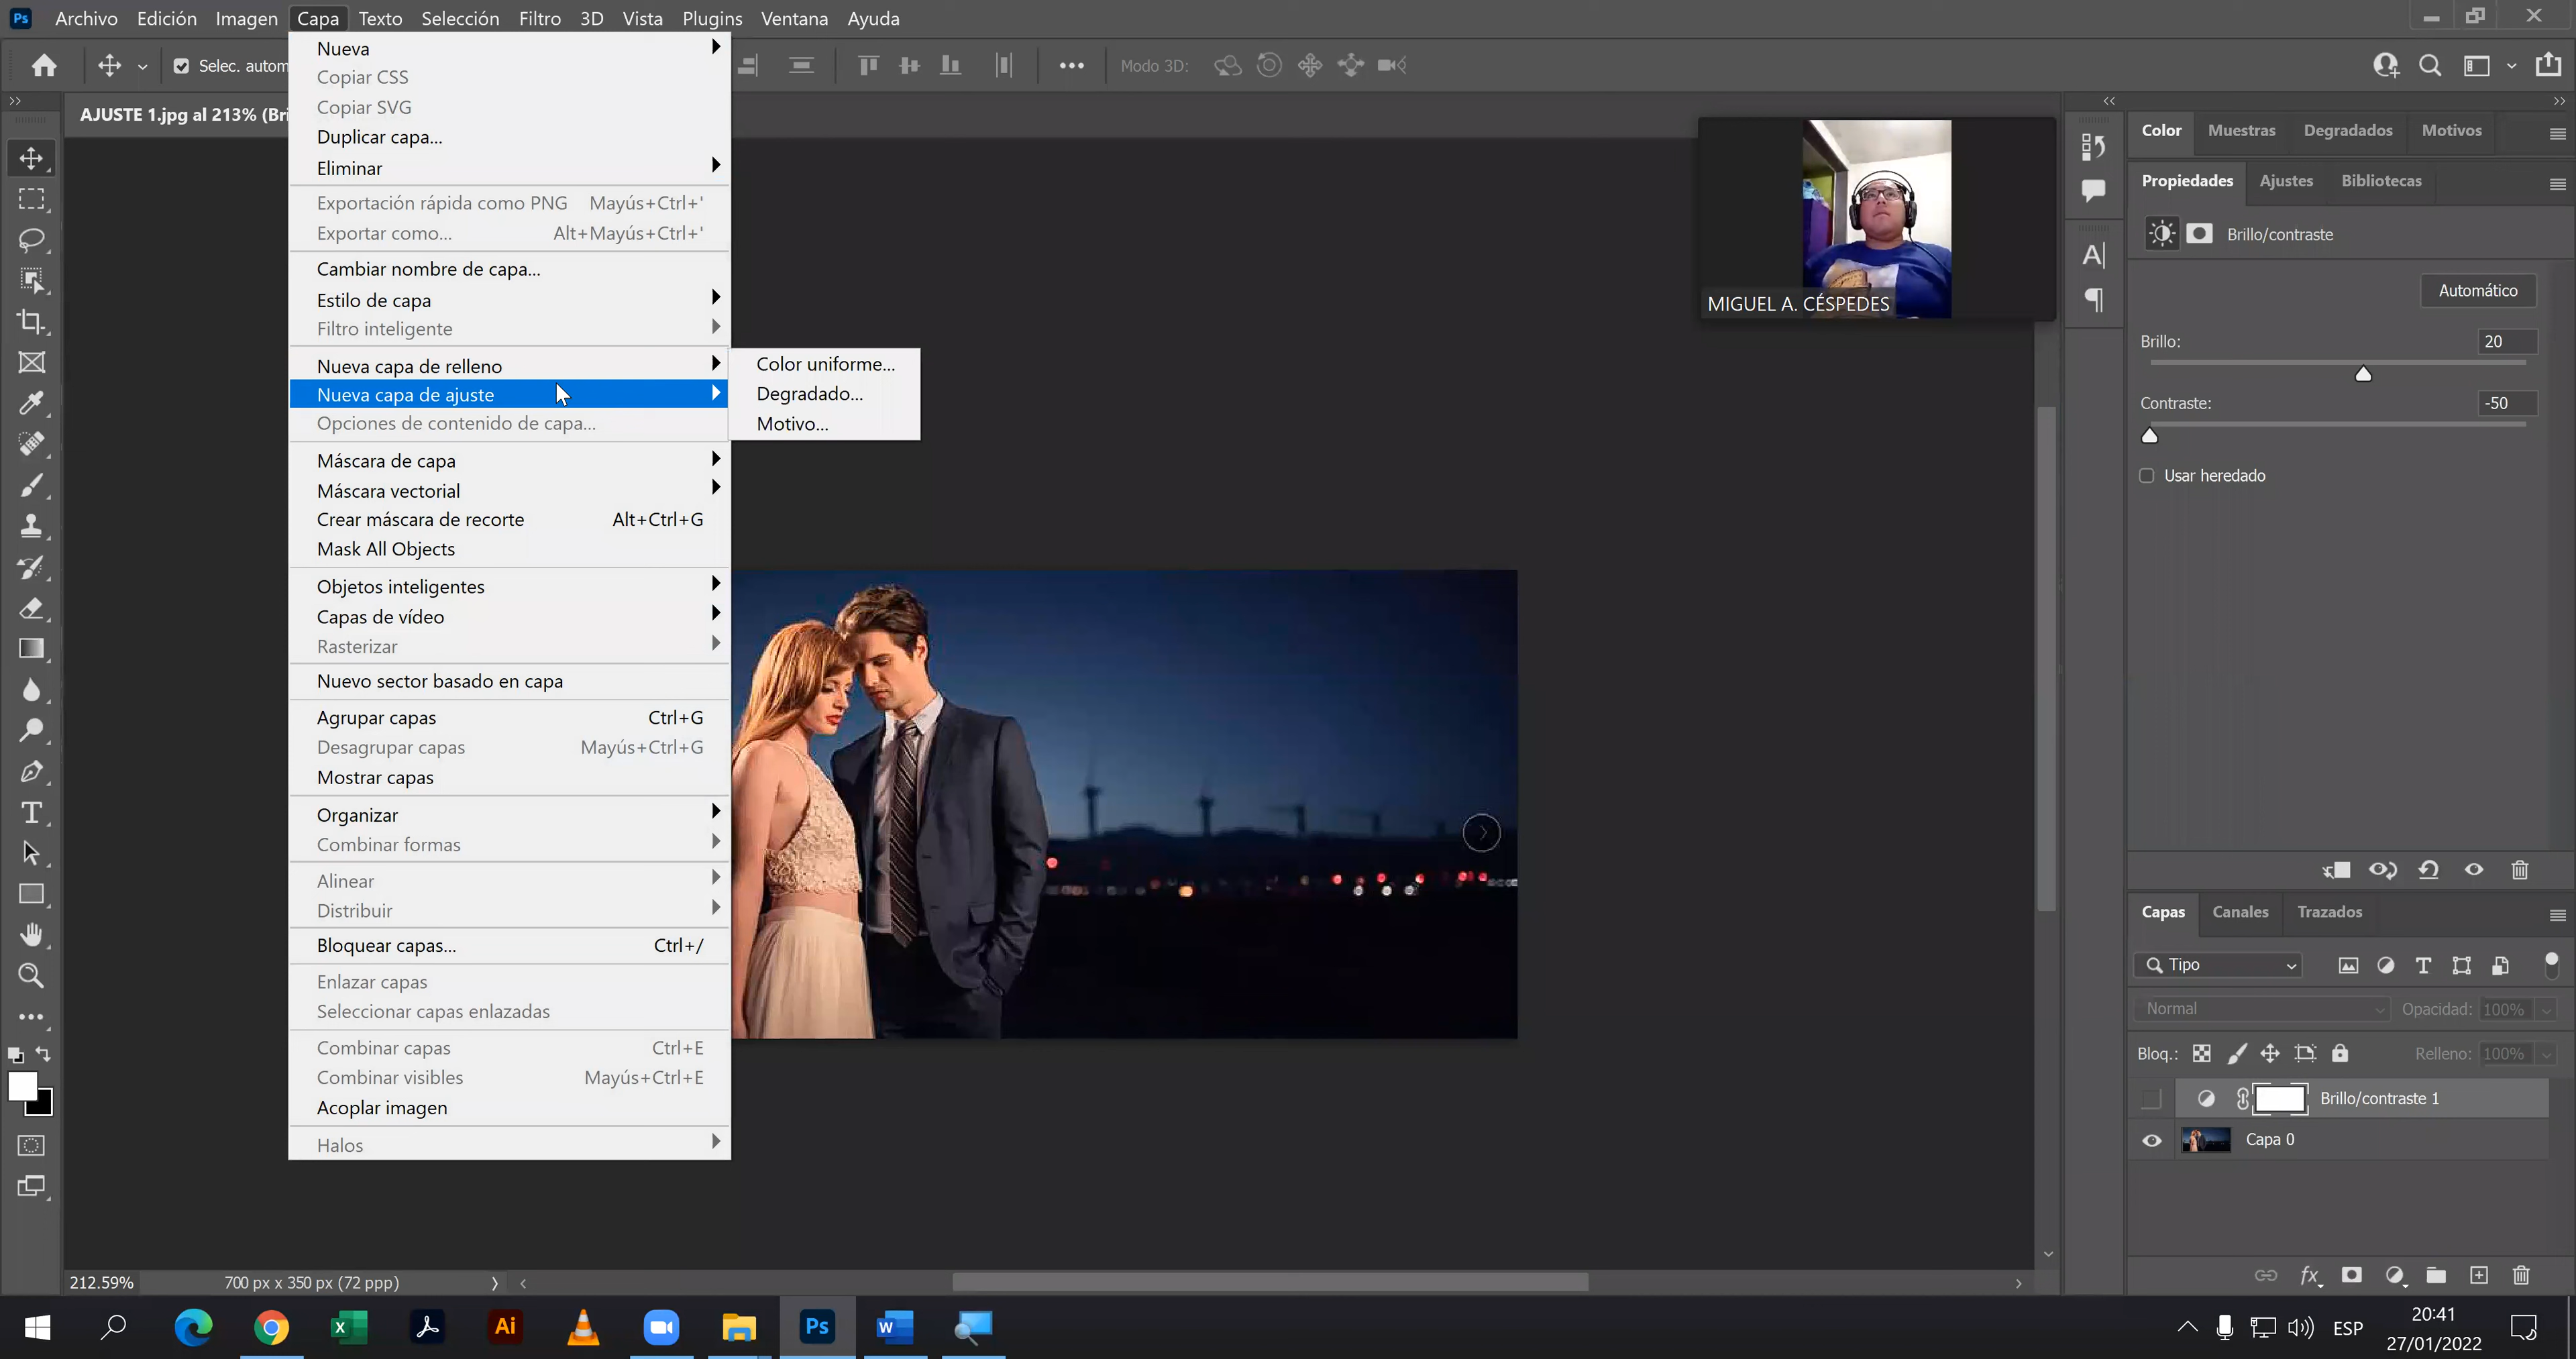 Ps Archivo Edición Imagen Capa Texto Selección Filtro 3D Vista Plugins Ventana Ayuda
Selec. autom
Modo 3D:
AJUSTE 1.jpg al 213% (Bri
Nueva
Copiar CSS
Copiar SVG
Duplicar capa...
Eliminar
Exportación rápida como PNG Mayús+Ctrl+'
Exportar como... Alt+Mayús+Ctrl+'
Cambiar nombre de capa...
Estilo de capa
Filtro inteligente
Nueva capa de relleno
Nueva capa de ajuste
Opciones de contenido de capa...
Máscara de capa
Máscara vectorial
Crear máscara de recorte Alt+Ctrl+G
Mask All Objects
Objetos inteligentes
Capas de vídeo
Rasterizar
Nuevo sector basado en capa
Agrupar capas Ctrl+G
Desagrupar capas Mayús+Ctrl+G
Mostrar capas
Organizar
Combinar formas
Alinear
Distribuir
Bloquear capas... Ctrl+/
Enlazar capas
Seleccionar capas enlazadas
Combinar capas Ctrl+E
Combinar visibles Mayús+Ctrl+E
Acoplar imagen
Halos
Color uniforme...
Degradado...
Motivo...
MIGUEL A. CÉSPEDES
Color Muestras Degradados Motivos
Propiedades Ajustes Bibliotecas
Brillo/contraste
Automático
Brillo: 20
Contraste: -50
Usar heredado
Capas Canales Trazados
Tipo
Normal Opacidad: 100%
Bloq.: Relleno: 100%
Brillo/contraste 1
Capa 0
212.59% 700 px x 350 px (72 ppp)
Ai Ps
ESP
20:41
27/01/2022